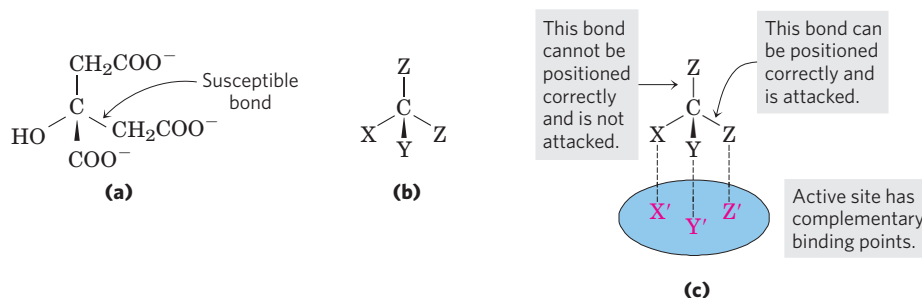 CH₂COO⁻
C
HO
CH₂COO⁻
COO⁻
Susceptible
bond
(a)
Z
C
X
Z
Y
(b)
This bond
cannot be
positioned
correctly
and is not
attacked.
This bond can
be positioned
correctly and
is attacked.
Z
C
X
Z
Y
X′
Z′
Y′
Active site has
complementary
binding points.
(c)